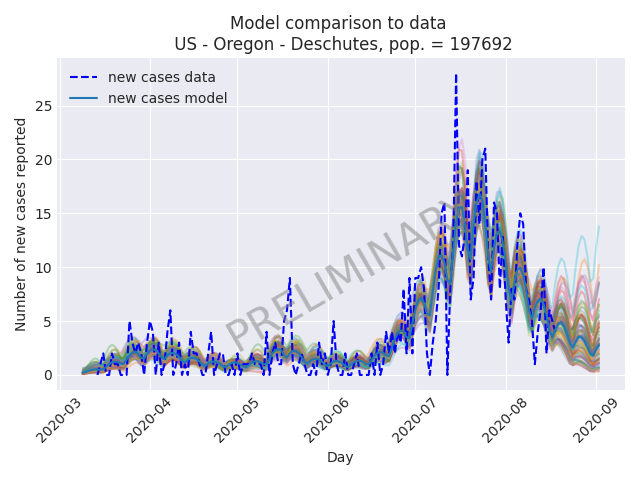 Model comparison to data
US - Oregon - Deschutes, pop. = 197692
new cases data
new cases model
PRELIMINARY
Number of new cases reported
25
20
15
10
5
0
2020-03
2020-04
2020-05
2020-06
2020-07
2020-08
2020-09
Day